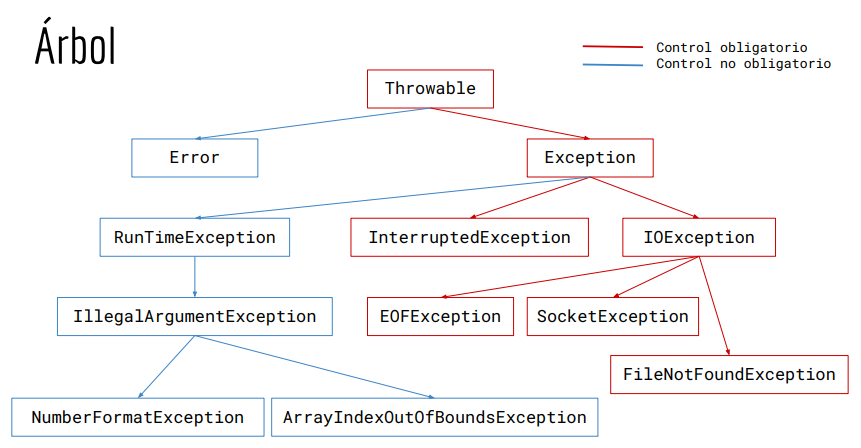 Árbol
Control obligatorio
Control no obligatorio
Throwable
Error
Exception
RunTimeException
InterruptedException
IOException
IllegalArgumentException
EOFException
SocketException
FileNotFoundException
NumberFormatException
ArrayIndexOutOfBoundsException